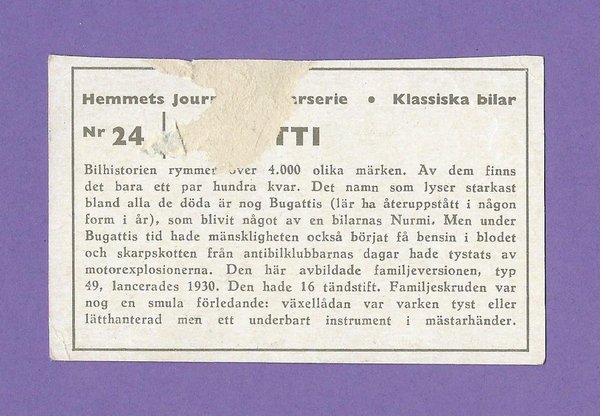 Hemmets Journ rserie • Klassiska bilar
Nr 24 TTI
Bilhistorien rymmer över 4.000 olika märken. Av dem finns
det bara ett par hundra kvar. Det namn som lyser starkast
bland alla de döda är nog Bugattis (lär ha återuppstått i någon
form i år), som blivit något av en bilarnas Nurmi. Men under
Bugattis tid hade mänskligheten också börjat få bensin i blodet
och skarpskotten från antibilklubbarnas dagar hade tystats av
motorexplosionerna. Den här avbildade familjeversionen, typ
49, lancerades 1930. Den hade 16 tändstift. Familjeskruden var
nog en smula förledande: växellådan var varken tyst eller
lätthanterad men ett underbart instrument i mästarhänder.